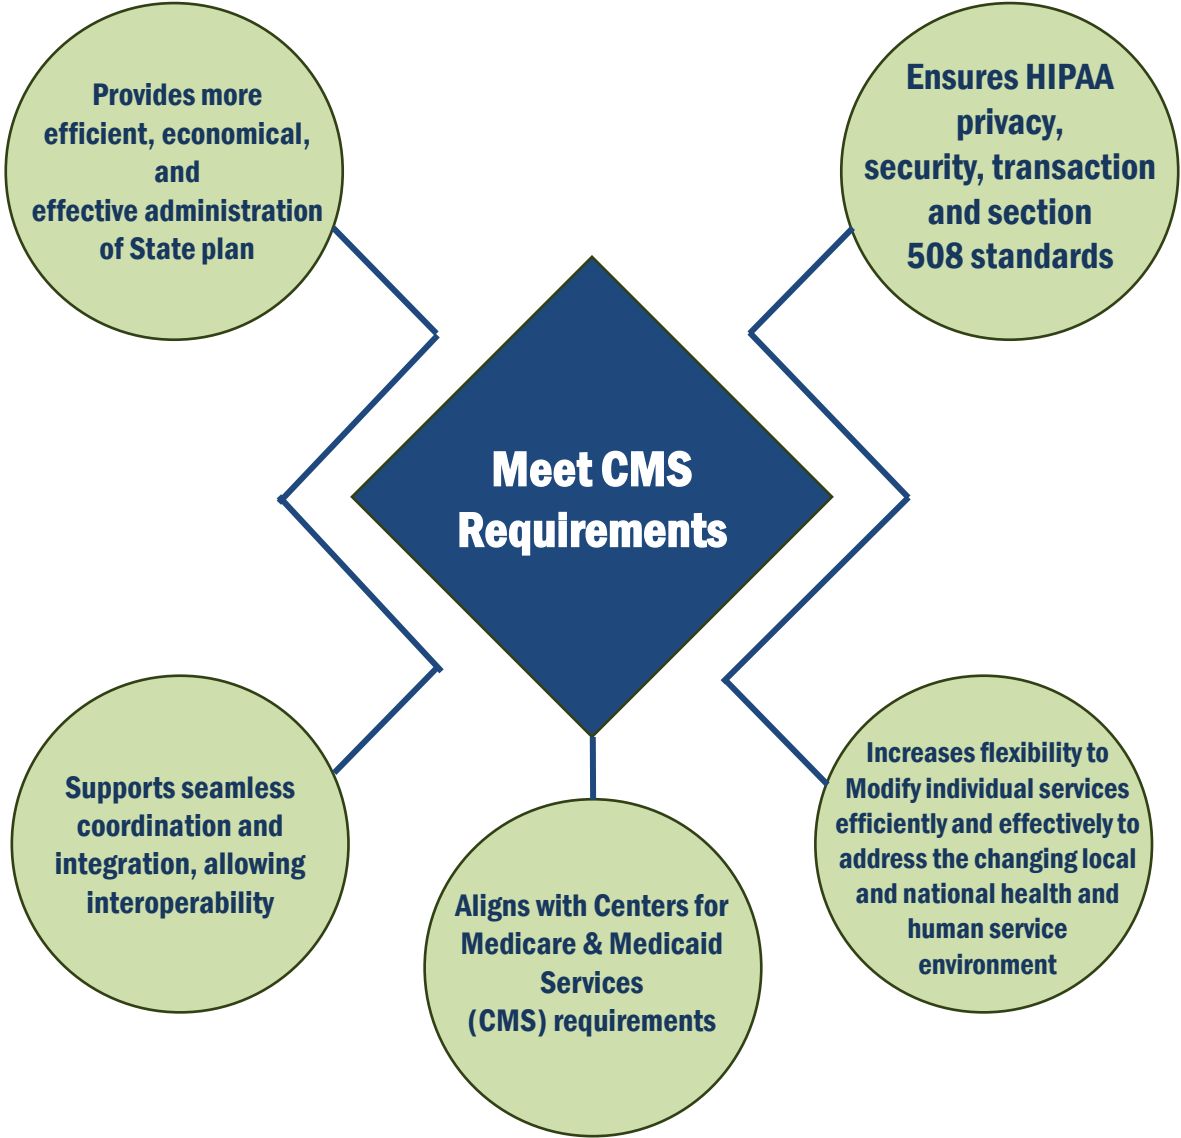 Provides more
efficient, economical,
and
effective administration
of State plan
Ensures HIPAA
privacy,
security, transaction
and section
508 standards
Meet CMS
Requirements
Supports seamless
coordination and
integration, allowing
interoperability
Aligns with Centers for
Medicare & Medicaid
Services
(CMS) requirements
Increases flexibility to
Modify individual services
efficiently and effectively to
address the changing local
and national health and
human service
environment